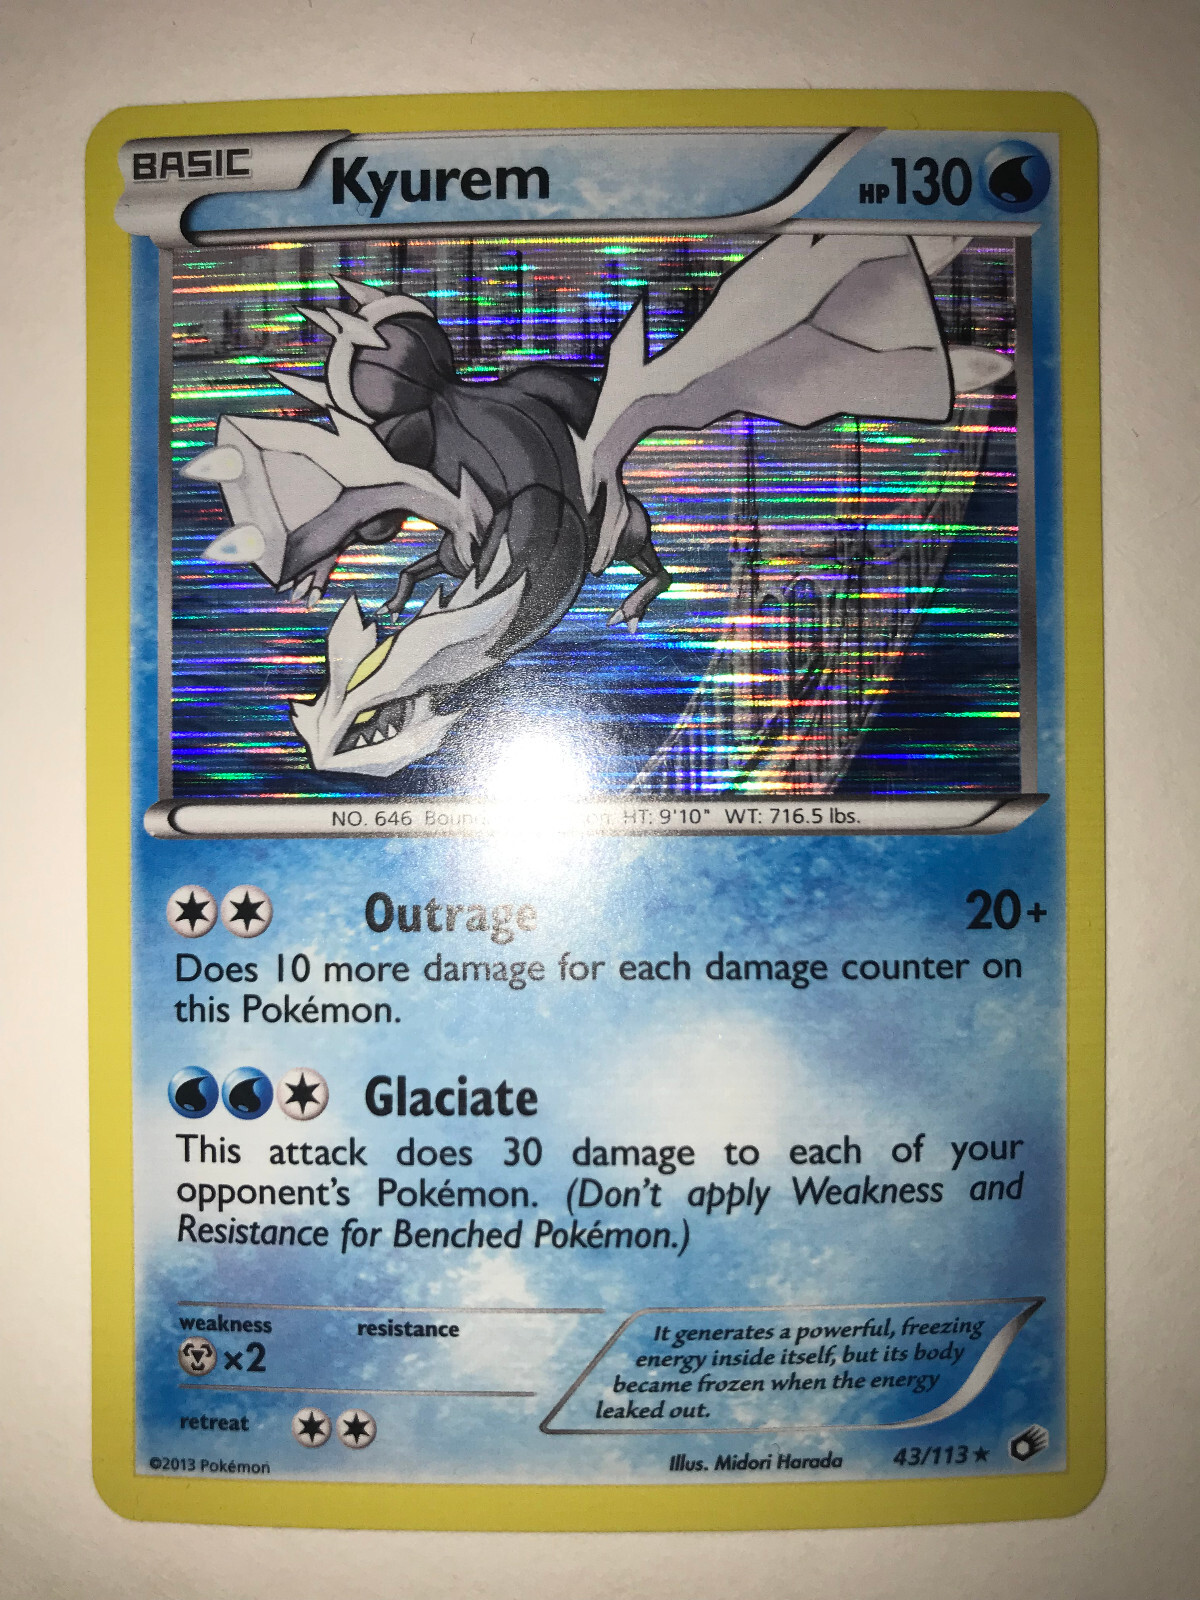 BASIC Kyurem HP130
NO. 646 HT: 9'10" WT: 716.5 lbs.
Outrage 20+
Does 10 more damage for each damage counter on
this Pokémon.
Glaciate
This attack does 30 damage to each of your
opponent's Pokémon. (Don't apply Weakness and
Resistance for Benched Pokémon.)
weakness resistance
×2
retreat
It generates a powerful, freezing
energy inside itself, but its body
became frozen when the energy
leaked out.
©2013 Pokémon Illus. Midori Harada 43/113★